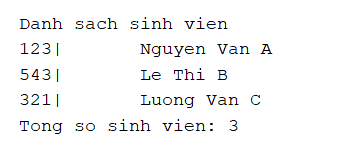 Danh sach sinh vien
123|       Nguyen Van A
543|       Le Thi B
321|       Luong Van C
Tong so sinh vien: 3